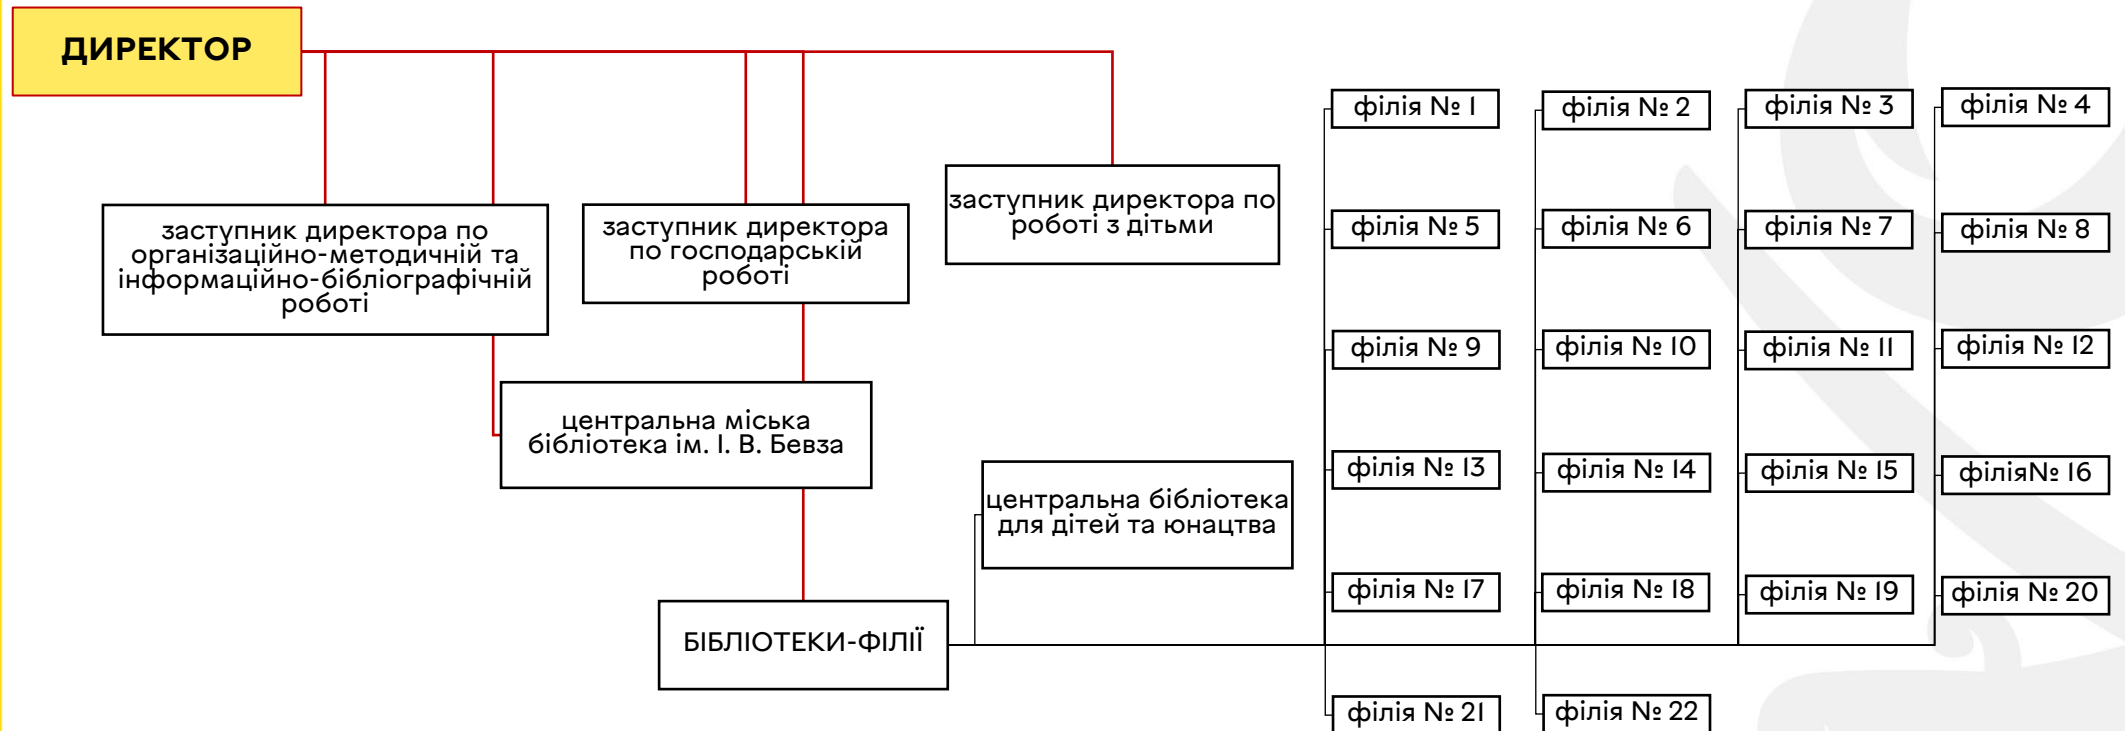 ДИРЕКТОР
заступник директора по
організаційно-методичній та
інформаційно-бібліографічній
роботі
заступник директора
по господарській
роботі
заступник директора по
роботі з дітьми
центральна міська
бібліотека ім. І. В. Бевза
центральна бібліотека
для дітей та юнацтва
БІБЛІОТЕКИ-ФІЛІЇ
філія № 1
філія № 2
філія № 3
філія № 4
філія № 5
філія № 6
філія № 7
філія № 8
філія № 9
філія № 10
філія № 11
філія № 12
філія № 13
філія № 14
філія № 15
філія№ 16
філія № 17
філія № 18
філія № 19
філія № 20
філія № 21
філія № 22